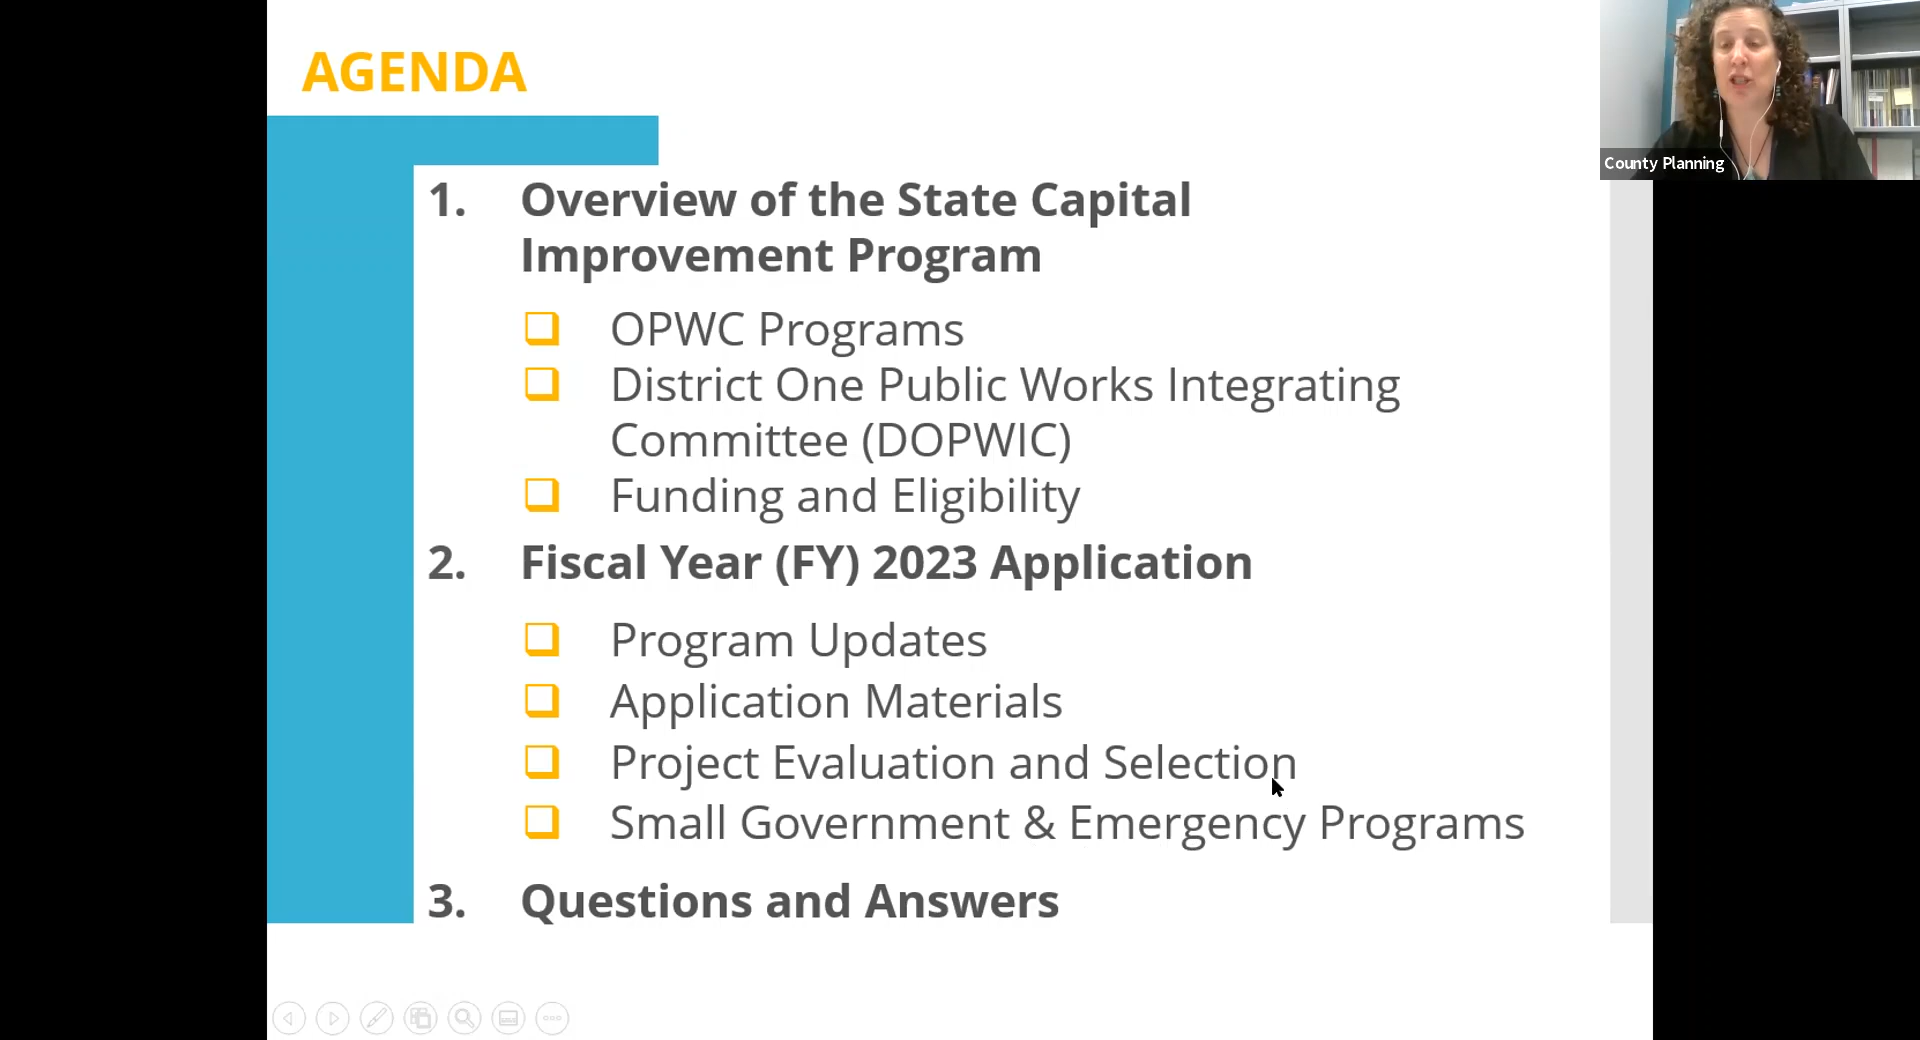 AGENDA
1. Overview of the State Capital
Improvement Program
OPWC Programs
District One Public Works Integrating
Committee (DOPWIC)
Funding and Eligibility
2. Fiscal Year (FY) 2023 Application
Program Updates
Application Materials
Project Evaluation and Selection
Small Government & Emergency Programs
3. Questions and Answers
County Planning